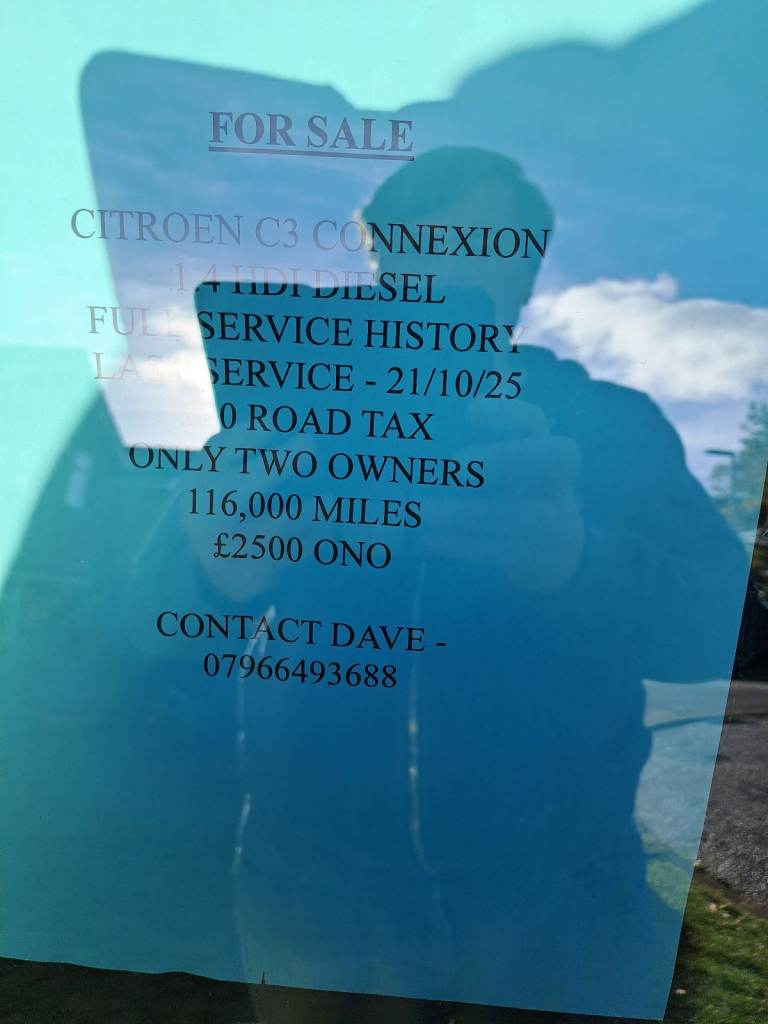 FOR SALE
CITROEN C3 CONNEXION
1.4 HDI DIESEL
FULL SERVICE HISTORY
LAST SERVICE - 21/10/25
0 ROAD TAX
ONLY TWO OWNERS
116,000 MILES
£2500 ONO
CONTACT DAVE -
07966493688